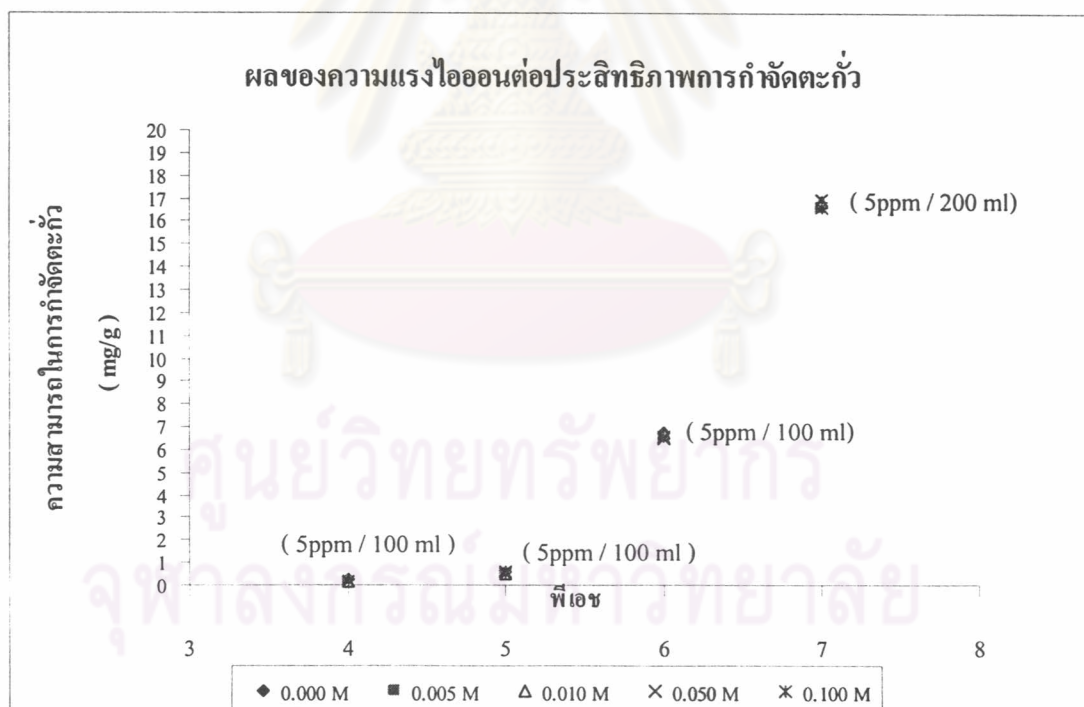 ผลของความแรงไอออนต่อประสิทธิภาพการกำจัดตะกั่ว
ความสามารถในการกำจัดตะกั่ว
( mg/g )
20
19
18
17
16
15
14
13
12
11
10
9
8
7
6
5
4
3
2
1
0
( 5ppm / 200 ml)
( 5ppm / 100 ml)
( 5ppm / 100 ml )
( 5ppm / 100 ml )
พีเอช
3 4 5 6 7 8
0.000 M 0.005 M 0.010 M 0.050 M 0.100 M
ศูนย์วิทยทรัพยากร
จุฬาลงกรณ์มหาวิทยาลัย